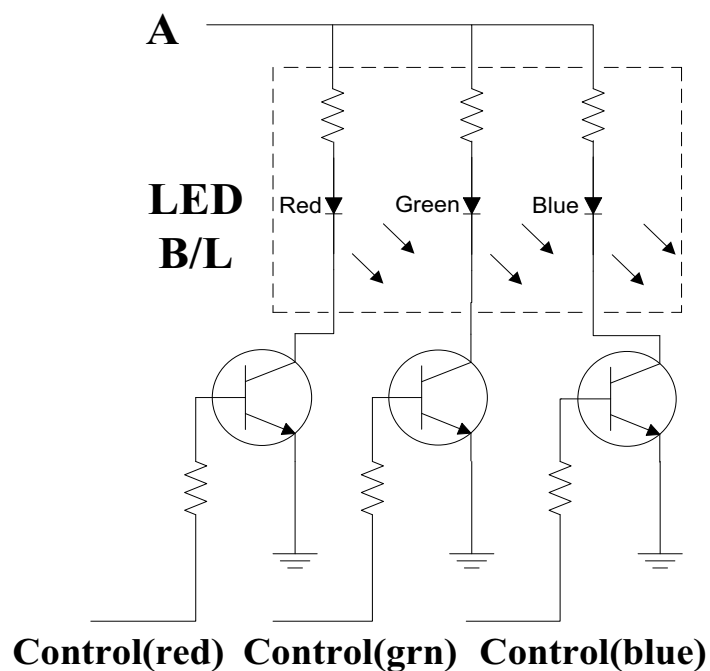 A
LED
B/L
Red
Green
Blue
Control(red)
Control(grn)
Control(blue)